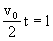 v₀/2 t = 1